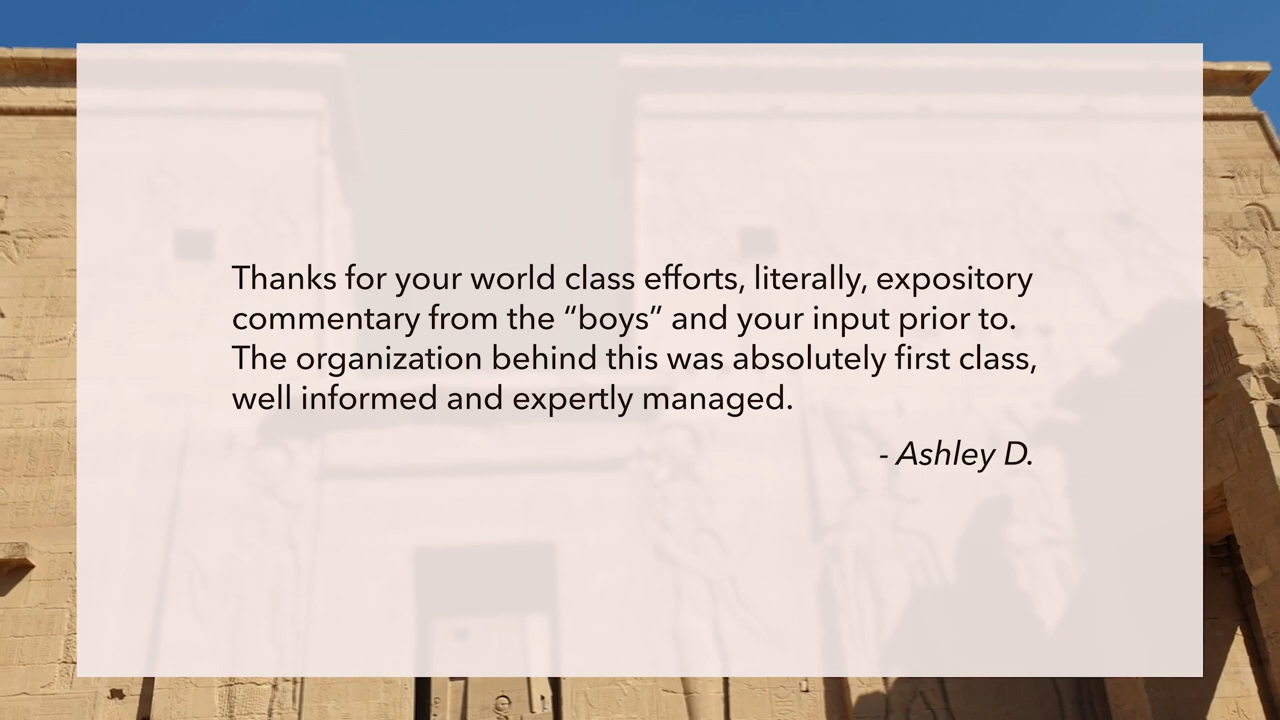 Thanks for your world class efforts, literally, expository
commentary from the “boys” and your input prior to.
The organization behind this was absolutely first class,
well informed and expertly managed.
- Ashley D.